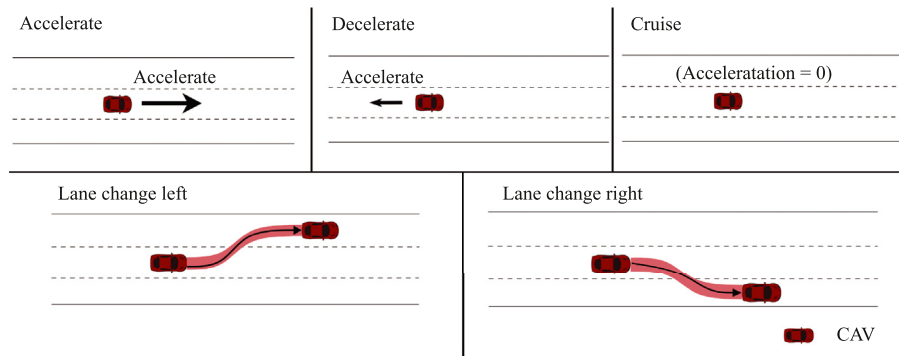 Accelerate
Accelerate
Decelerate
Accelerate
Cruise
(Acceleratation = 0)
Lane change left
Lane change right
CAV